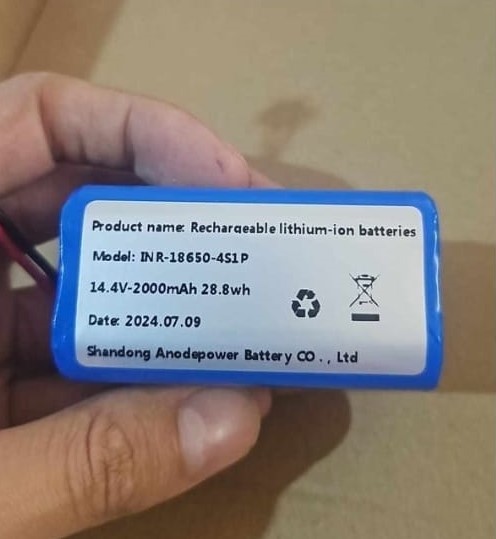 Product name: Rechargeable lithium-ion batteries
Model: INR-18650-4S1P
14.4V-2000mAh 28.8wh
Date: 2024.07.09
Shandong Anodepower Battery CO., Ltd